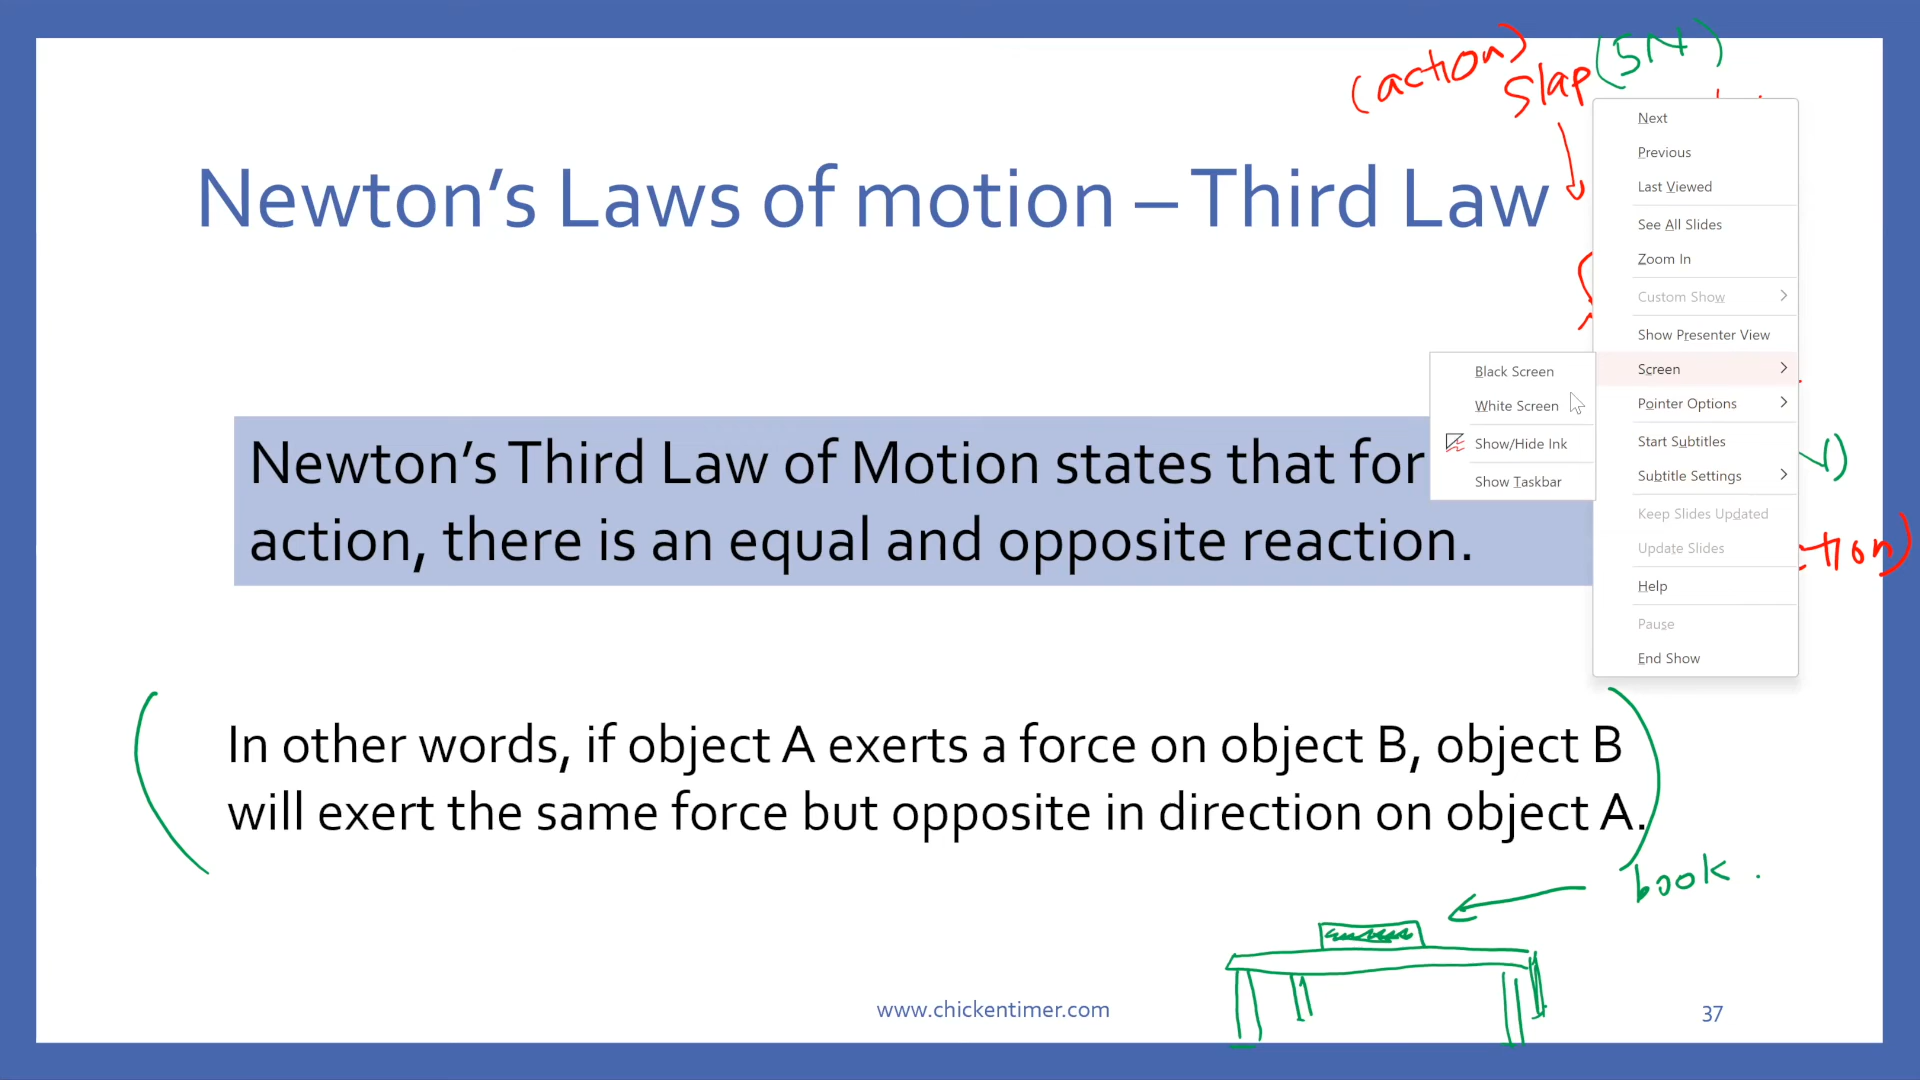 (action)
Slap (5N)
Newton's Laws of motion – Third Law
Next
Previous
Last Viewed
See All Slides
Zoom In
Custom Show
Show Presenter View
Screen
Pointer Options
Start Subtitles
Subtitle Settings
Keep Slides Updated
Update Slides
Help
Pause
End Show
Black Screen
White Screen
Show/Hide Ink
Show Taskbar
Newton's Third Law of Motion states that for
action, there is an equal and opposite reaction.
N)
ction)
In other words, if object A exerts a force on object B, object B
will exert the same force but opposite in direction on object A.
book.
www.chickentimer.com
37